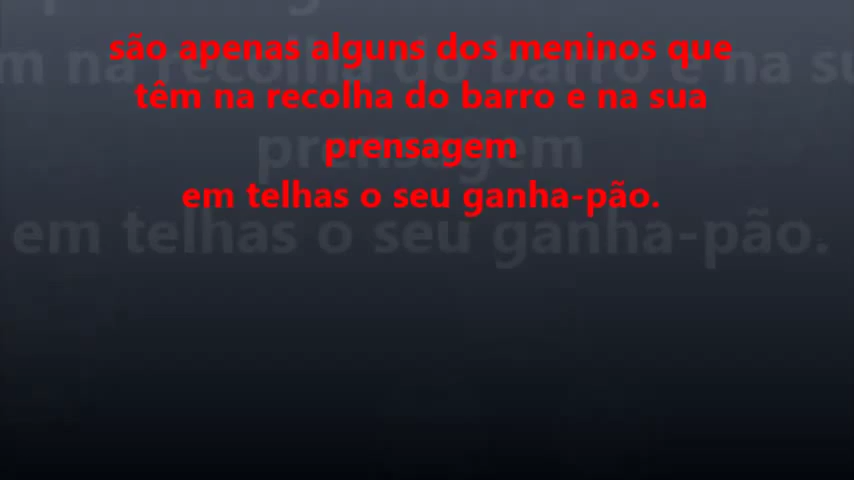 são apenas alguns dos meninos que
têm na recolha do barro e na sua
prensagem
em telhas o seu ganha-pão.